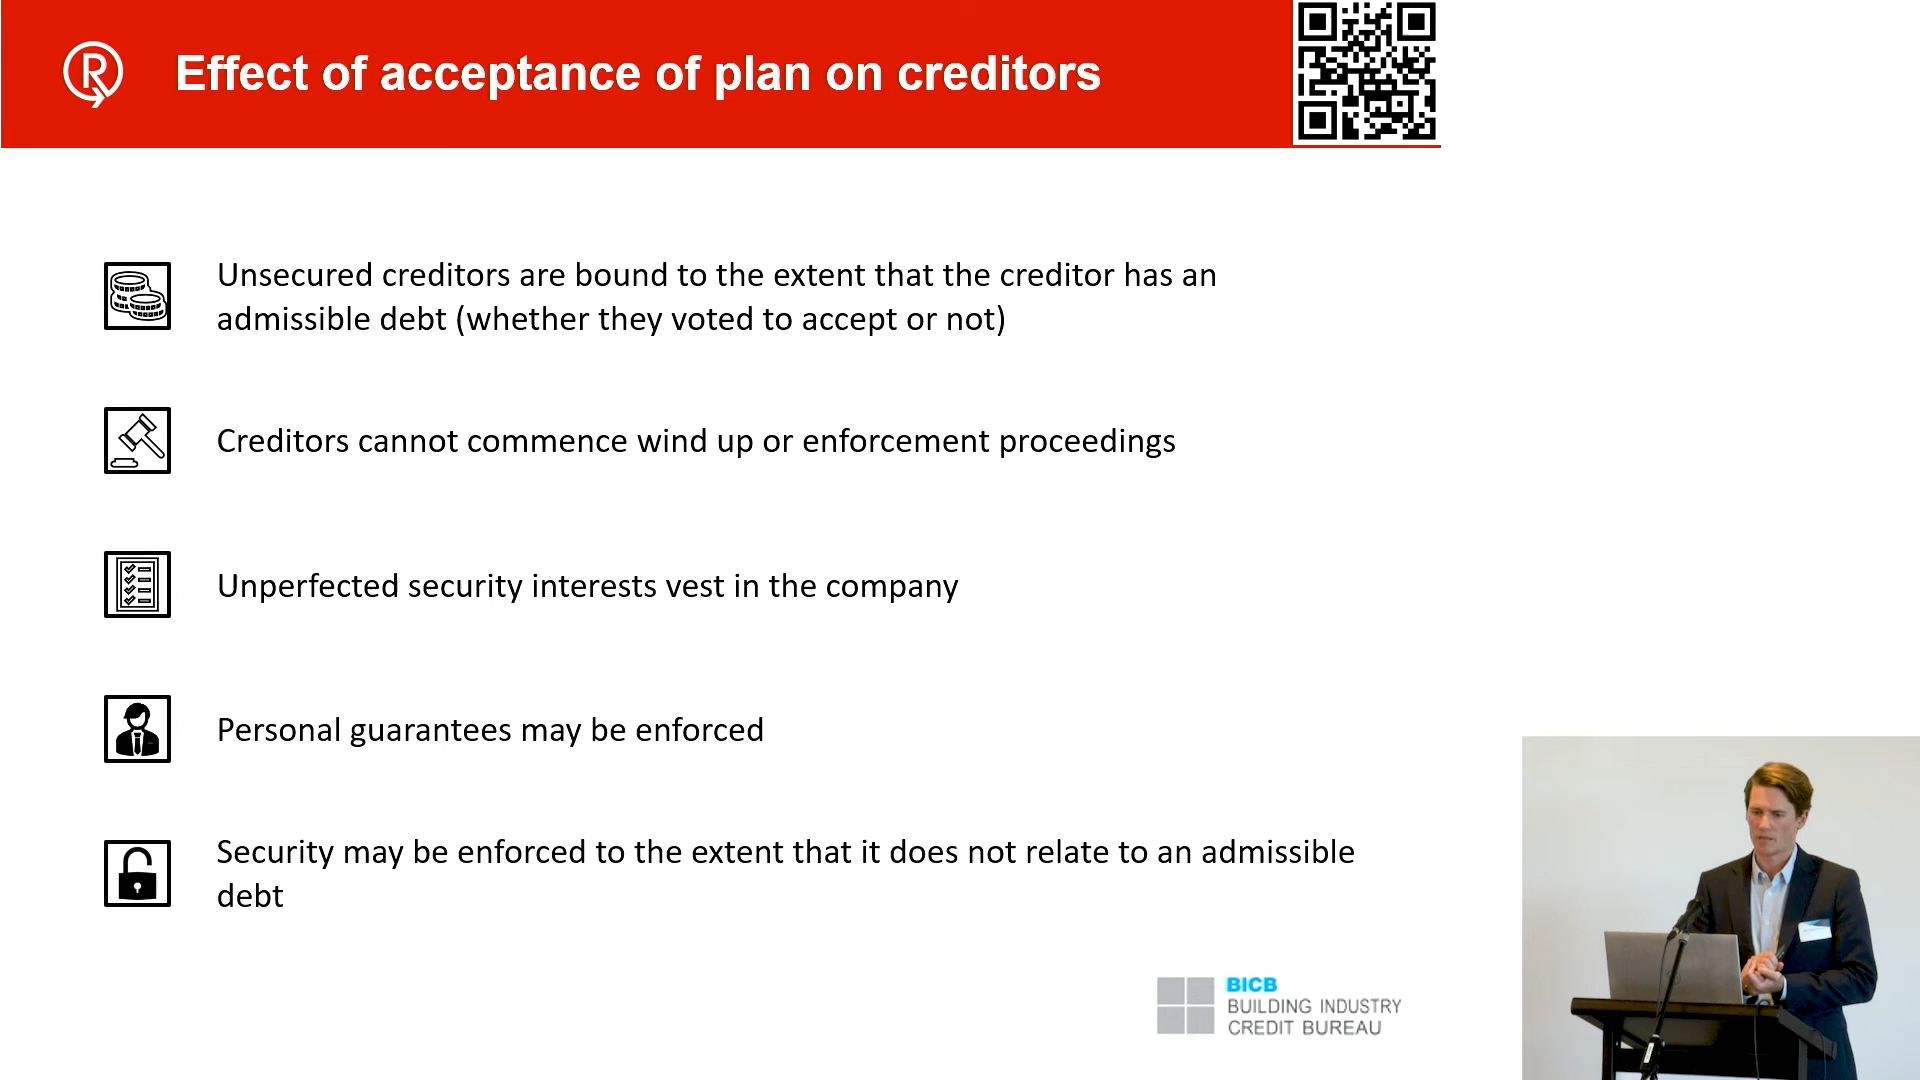 Effect of acceptance of plan on creditors
Unsecured creditors are bound to the extent that the creditor has an
admissible debt (whether they voted to accept or not)
Creditors cannot commence wind up or enforcement proceedings
Unperfected security interests vest in the company
Personal guarantees may be enforced
Security may be enforced to the extent that it does not relate to an admissible
debt
BICB
BUILDING INDUSTRY
CREDIT BUREAU